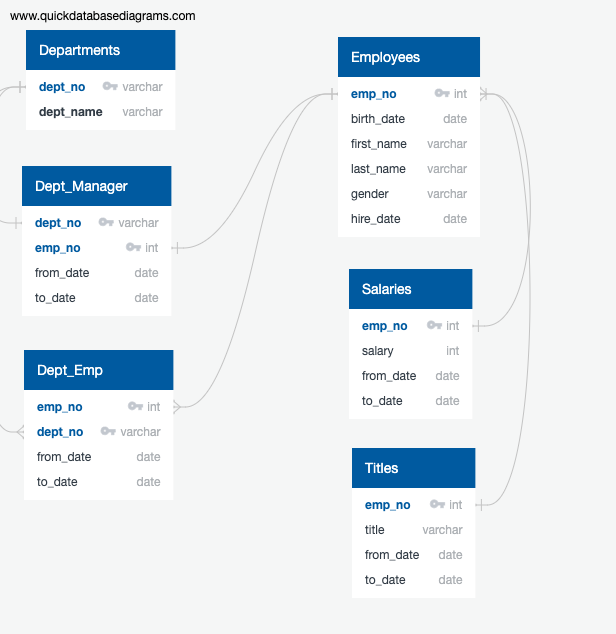 www.quickdatabasediagrams.com
Departments
dept_no varchar
dept_name varchar
Dept_Manager
dept_no varchar
emp_no int
from_date date
to_date date
Dept_Emp
emp_no int
dept_no varchar
from_date date
to_date date
Employees
emp_no int
birth_date date
first_name varchar
last_name varchar
gender varchar
hire_date date
Salaries
emp_no int
salary int
from_date date
to_date date
Titles
emp_no int
title varchar
from_date date
to_date date